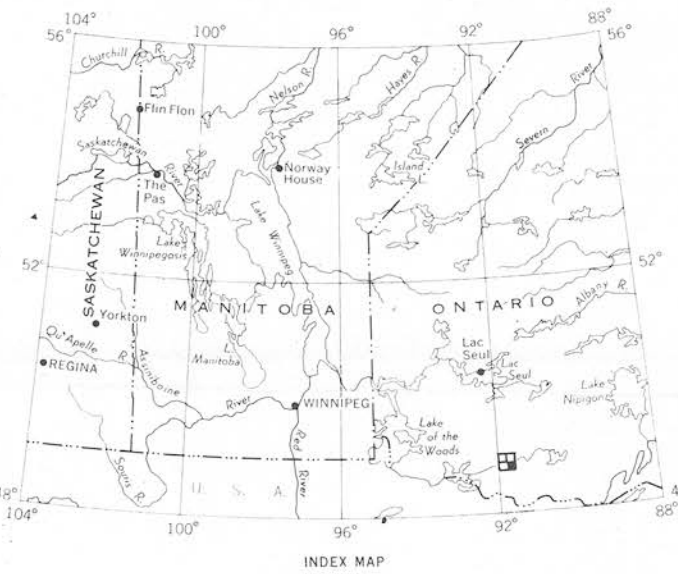 104°
100°
96°
92°
88°
56°
56°
Churchill R.
Flin Flon
Nelson R.
Hayes R.
Severn River
Saskatchewan River
The
Pas
Norway
House
Island
L.
SASKATCHEWAN
Lake
Winnipegosis
Lake Winnipeg
52°
52°
MANITOBA
ONTARIO
Albany R.
Yorkton
Qu'Appelle R.
REGINA
Assiniboine River
L.
Manitoba
Lac
Seul
Lac
Seul
Lake
Nipigon
WINNIPEG
Red River
Lake
of the
Woods
Souris R.
U. S. A.
48°
4
104°
100°
96°
92°
88°
INDEX MAP